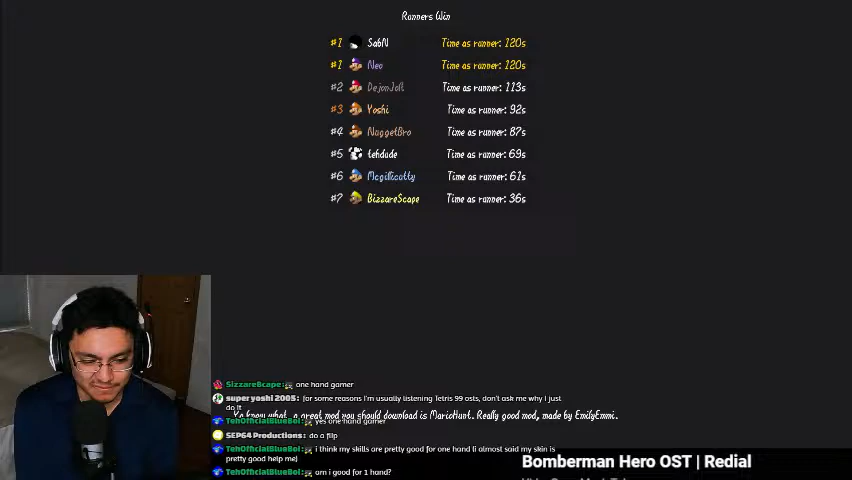 Runners Win
#1 SabN Time as runner: 120s
#1 Neo Time as runner: 120s
#2 DejonJolt Time as runner: 113s
#3 Yoshi Time as runner: 92s
#4 NuggetBro Time as runner: 87s
#5 tehdude Time as runner: 69s
#6 Mcgillicutty Time as runner: 61s
#7 BizzareScape Time as runner: 36s
SizzareBcape: one hand gamer
superyoshi2005: for some reasons I'm usually listening Tetris 99 osts, don't ask me why I just
do it
Ya know what, a great mod you should download is MarioHunt. Really good mod, made by EmilyEmmi.
TehOfficialBlueBoi: yes one hand gamer
SEP64 Productions: do a flip
TehOfficialBlueBoi: i think my skills are pretty good for one hand (i almost said my skin is
pretty good help me)
TehOfficialBlueBoi: am i good for 1 hand?
Bomberman Hero OST | Redial